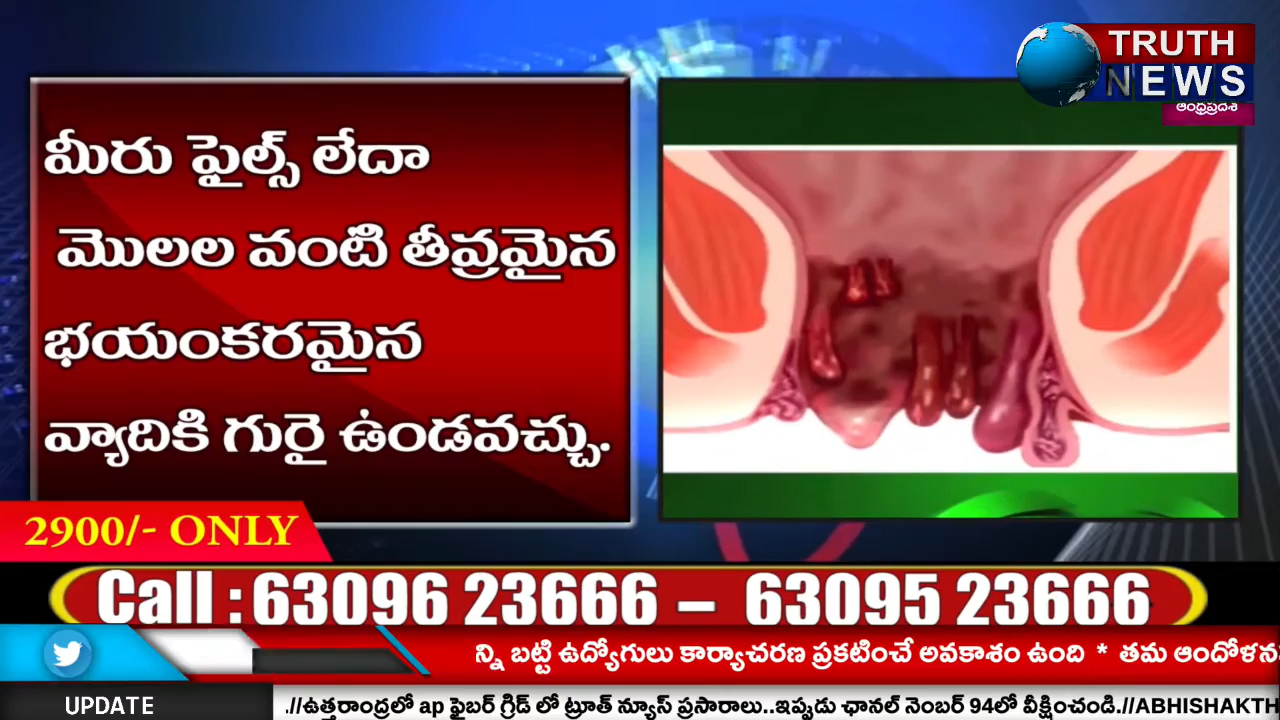 TRUTH
NEWS
ఆంధ్రప్రదేశ్
మీరు ఫైల్స్ లేదా
మొలల వంటి తీవ్రమైన
భయంకరమైన
వ్యాదికి గురై ఉండవచ్చు.
2900/- ONLY
Call : 63096 23666 – 63095 23666
న్ని బట్టి ఉద్యోగులు కార్యాచరణ ప్రకటించే అవకాశం ఉంది * తమ ఆందోళన
UPDATE
.//ఉత్తరాంధ్రలో ap ఫైబర్ గ్రిడ్ లో ట్రూత్ న్యూస్ ప్రసారాలు..ఇప్పుడు ఛానల్ నెంబర్ 94లో వీక్షించండి.//ABHISHAKTH